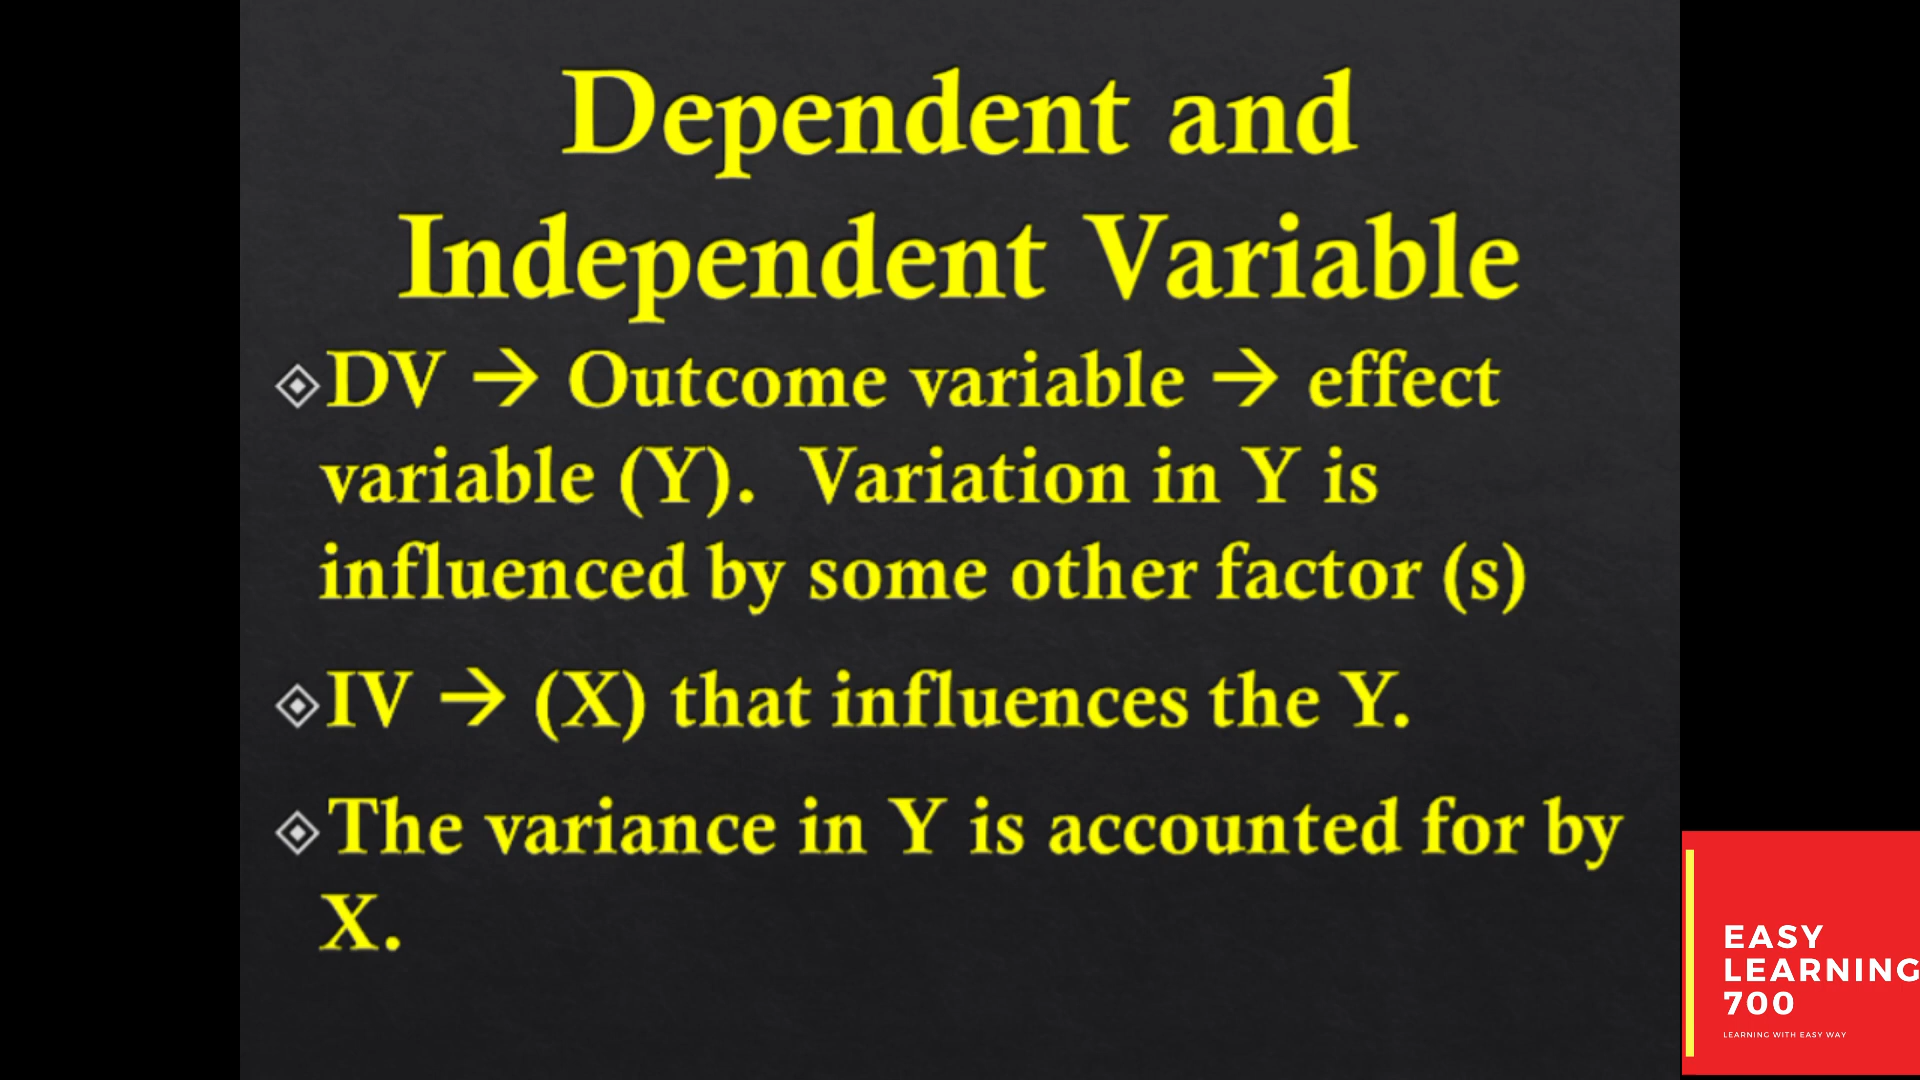 Dependent and
Independent Variable
DV → Outcome variable → effect
variable (Y). Variation in Y is
influenced by some other factor (s)
IV → (X) that influences the Y.
The variance in Y is accounted for by
X.
EASY
LEARNING
700
LEARNING WITH EASY WAY